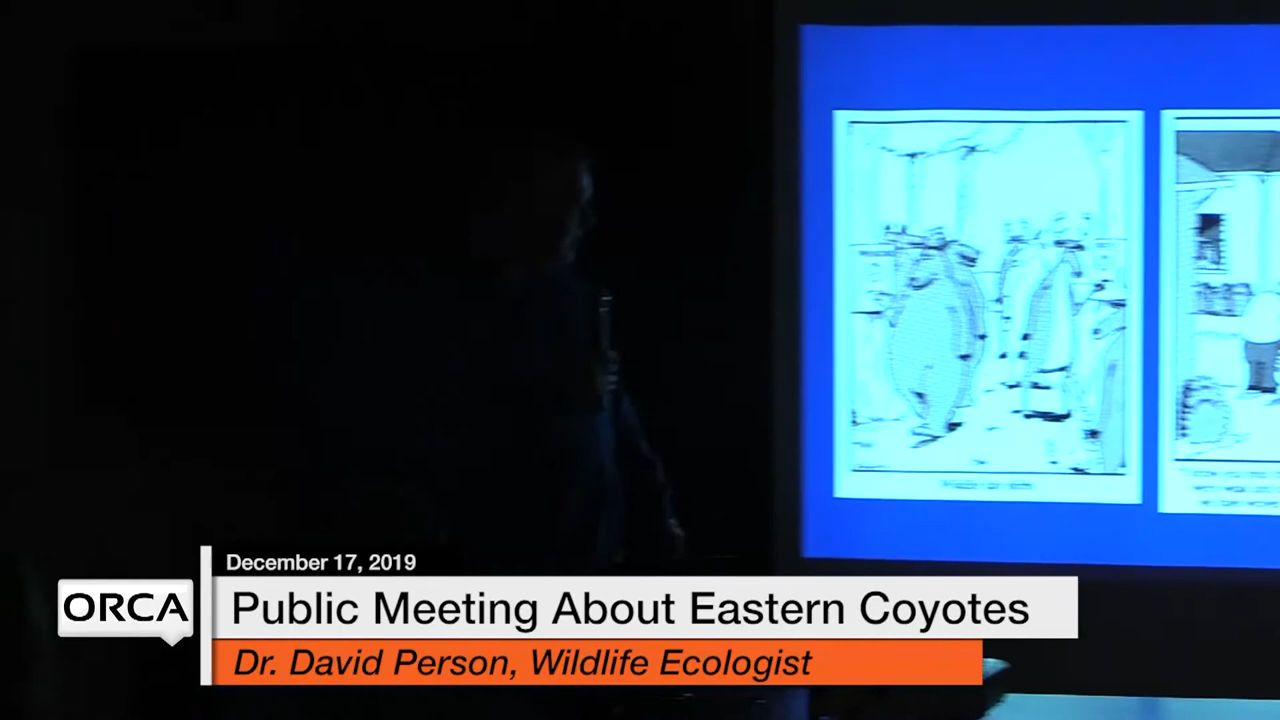 December 17, 2019
ORCA
Public Meeting About Eastern Coyotes
Dr. David Person, Wildlife Ecologist